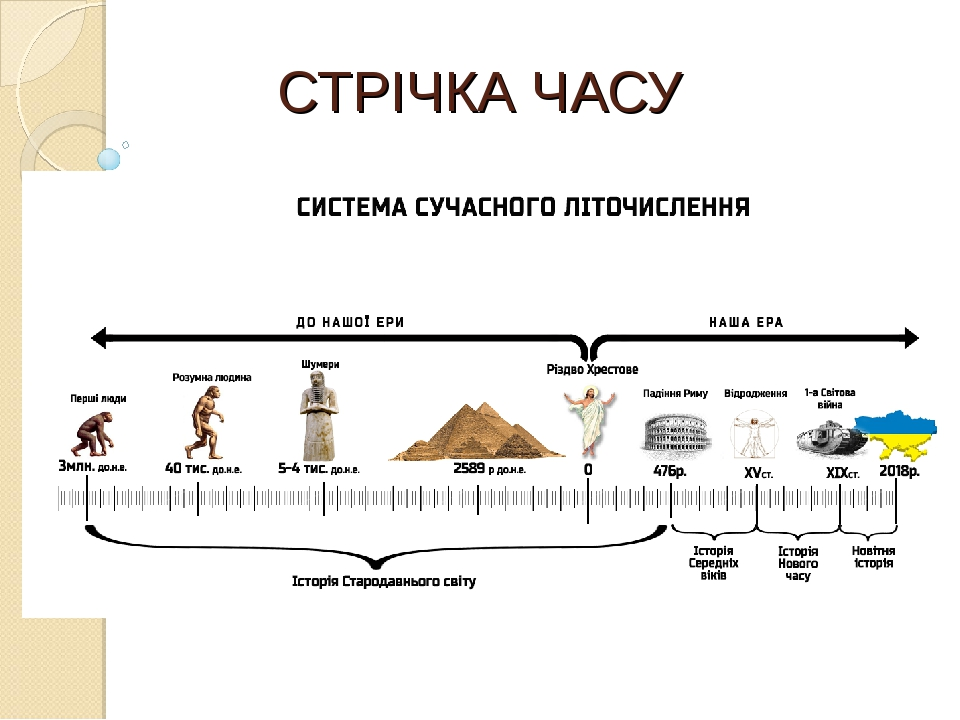 СТРІЧКА ЧАСУ
СИСТЕМА СУЧАСНОГО ЛІТОЧИСЛЕННЯ
ДО НАШОЇ ЕРИ
НАША ЕРА
Перші люди
Розумна людина
Шумери
Різдво Хрестове
Падіння Риму
Відродження
1-а Світова
війна
3млн. до.н.е.
40 тис. до.н.е.
5-4 тис. до.н.е.
2589 р до.н.е.
0
476р.
XVст.
XIXст.
2018р.
Історія Стародавнього світу
Історія
Середніх
віків
Історія
Нового
часу
Новітня
історія